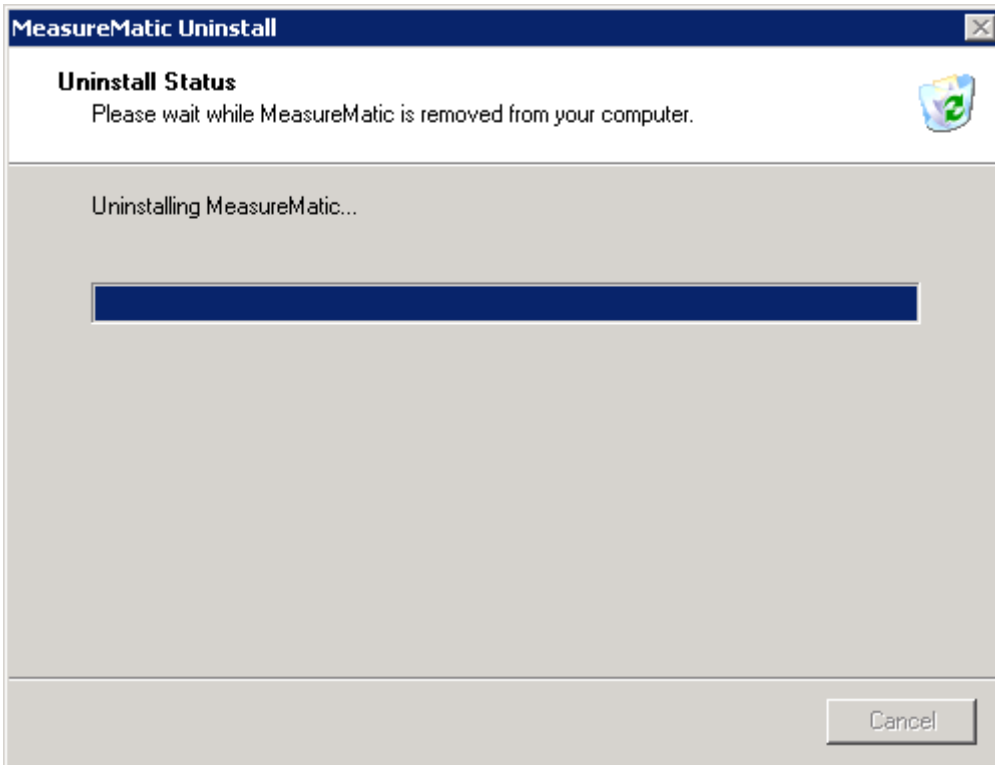 MeasureMatic Uninstall
Uninstall Status
Please wait while MeasureMatic is removed from your computer.
Uninstalling MeasureMatic...
Cancel